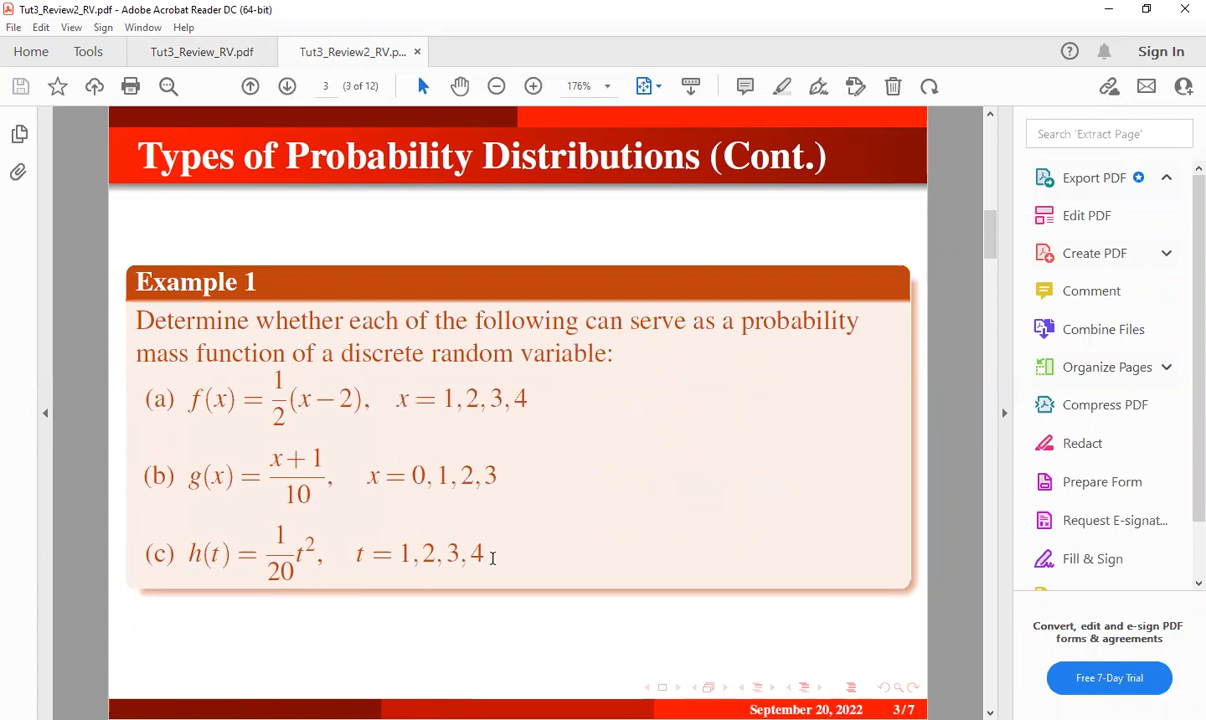 Tut3_Review2_RV.pdf - Adobe Acrobat Reader DC (64-bit)
File Edit View Sign Window Help
Home Tools Tut3_Review_RV.pdf Tut3_Review2_RV.p... × Sign In
3 (3 of 12) 176%
Types of Probability Distributions (Cont.)
Example 1
Determine whether each of the following can serve as a probability
mass function of a discrete random variable:
(a) f(x) = 1/2 (x − 2), x = 1, 2, 3, 4
(b) g(x) = x+1/10, x = 0, 1, 2, 3
(c) h(t) = 1/20 t², t = 1, 2, 3, 4
September 20, 2022 3/7
Search 'Extract Page'
Export PDF
Edit PDF
Create PDF
Comment
Combine Files
Organize Pages
Compress PDF
Redact
Prepare Form
Request E-signat...
Fill & Sign
Convert, edit and e-sign PDF
forms & agreements
Free 7-Day Trial